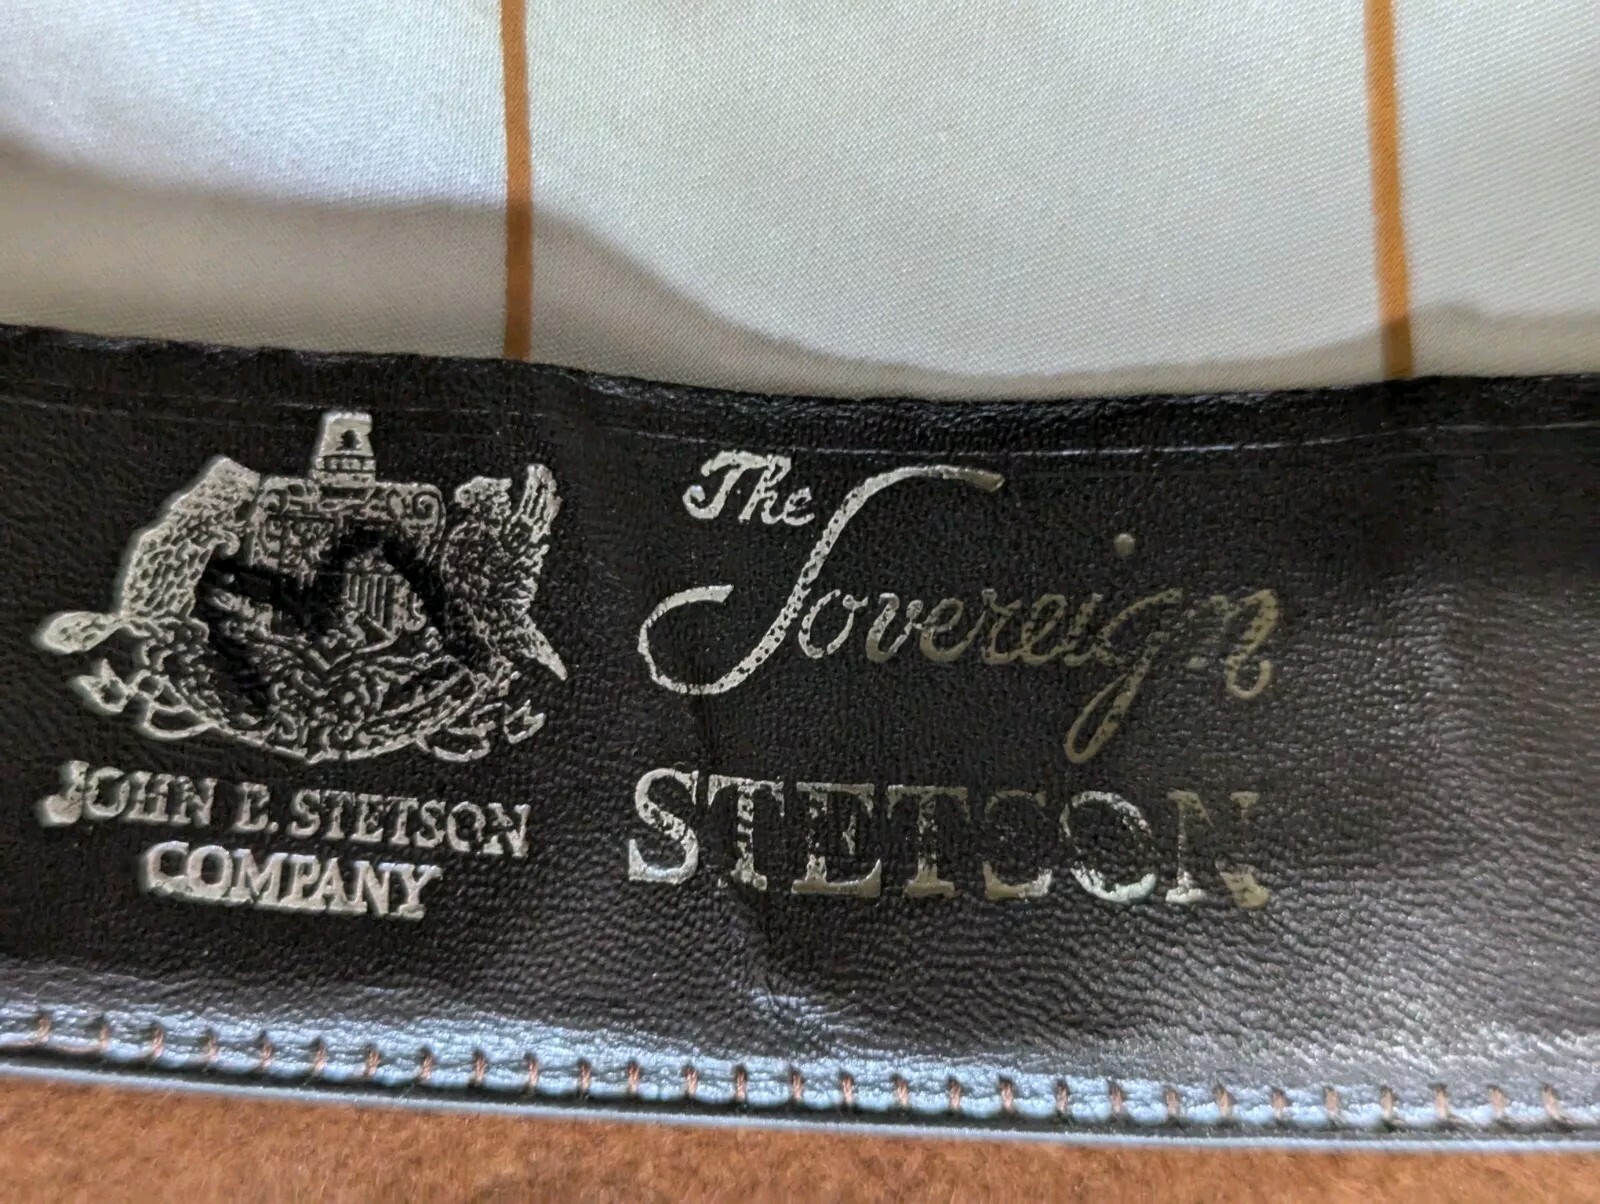 The Sovereign
STETSON
JOHN B. STETSON
COMPANY